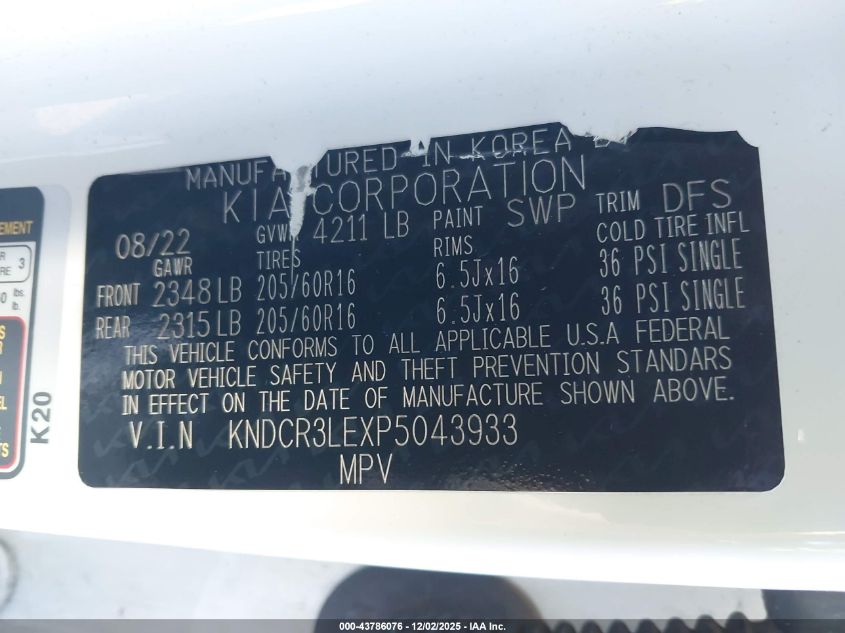 MANUFACTURED IN KOREA
KIA CORPORATION
08/22 GVWR 4211 LB PAINT SWP TRIM DFS
GAWR TIRES RIMS COLD TIRE INFL
FRONT 2348 LB 205/60R16 6.5Jx16 36 PSI SINGLE
REAR 2315 LB 205/60R16 6.5Jx16 36 PSI SINGLE
THIS VEHICLE CONFORMS TO ALL APPLICABLE U.S.A FEDERAL
MOTOR VEHICLE SAFETY AND THEFT PREVENTION STANDARS
IN EFFECT ON THE DATE OF MANUFACTURE SHOWN ABOVE.
V.I.N KNDCR3LEXP5043933
MPV
K20
3
lbs.
lb.
000-43786076 • 12/02/2025 • IAA Inc.